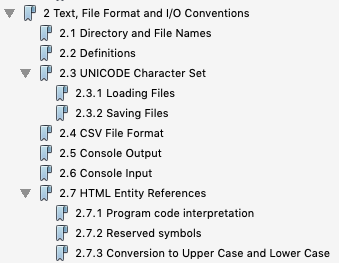 2 Text, File Format and I/O Conventions
2.1 Directory and File Names
2.2 Definitions
2.3 UNICODE Character Set
2.3.1 Loading Files
2.3.2 Saving Files
2.4 CSV File Format
2.5 Console Output
2.6 Console Input
2.7 HTML Entity References
2.7.1 Program code interpretation
2.7.2 Reserved symbols
2.7.3 Conversion to Upper Case and Lower Case